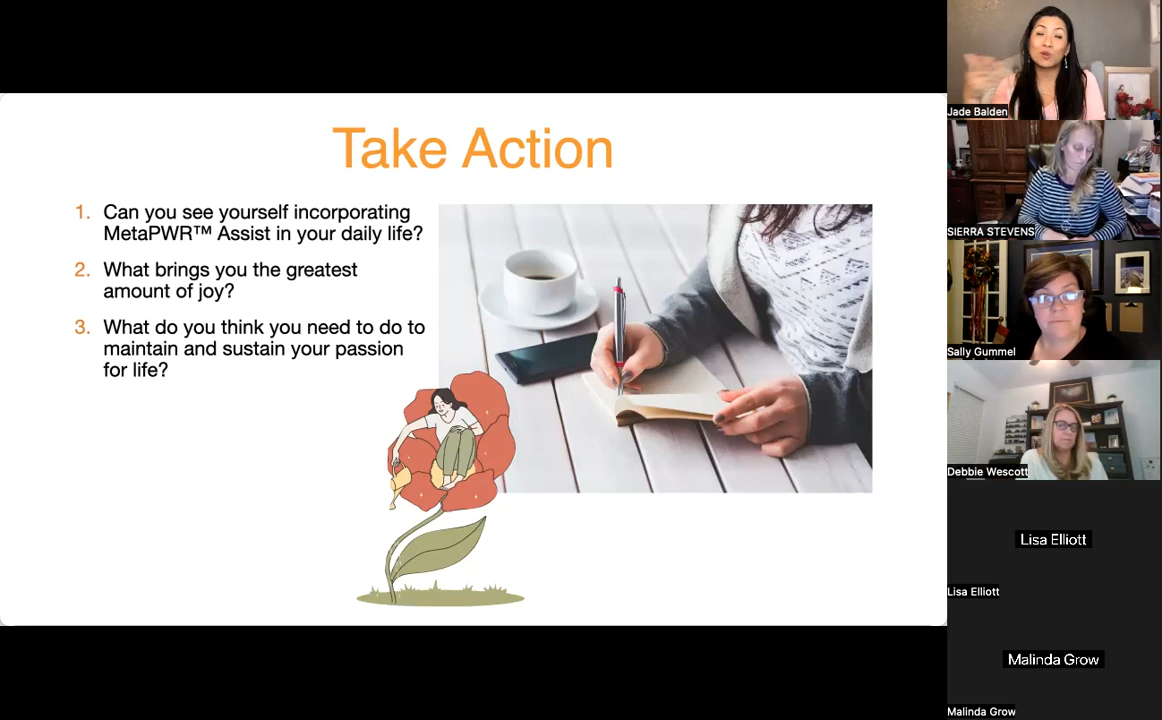 Take Action
1. Can you see yourself incorporating
MetaPWR™ Assist in your daily life?
2. What brings you the greatest
amount of joy?
3. What do you think you need to do to
maintain and sustain your passion
for life?
Jade Balden
SIERRA STEVENS
Sally Gummel
Debbie Wescott
Lisa Elliott
Lisa Elliott
Malinda Grow
Malinda Grow